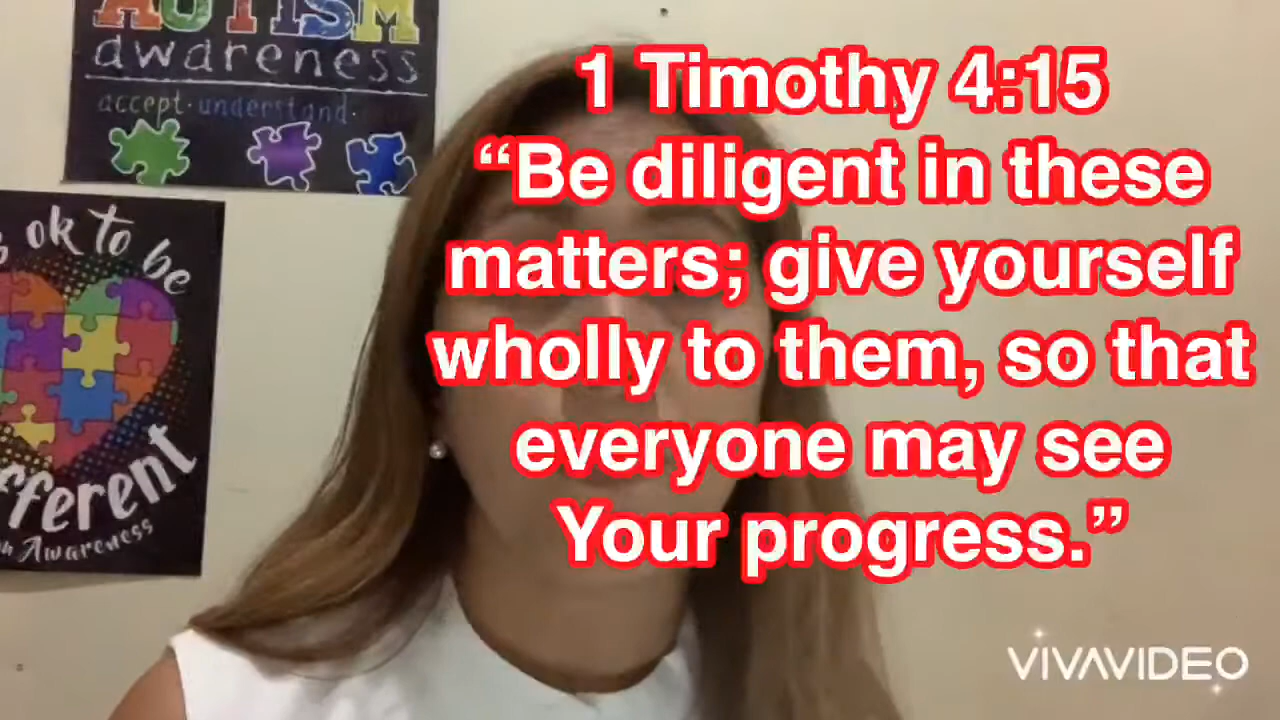 AUTISM
awareness
accept·understand·
ok to be
fferent
Awareness
1 Timothy 4:15
“Be diligent in these
matters; give yourself
wholly to them, so that
everyone may see
Your progress.”
VIVAVIDEO